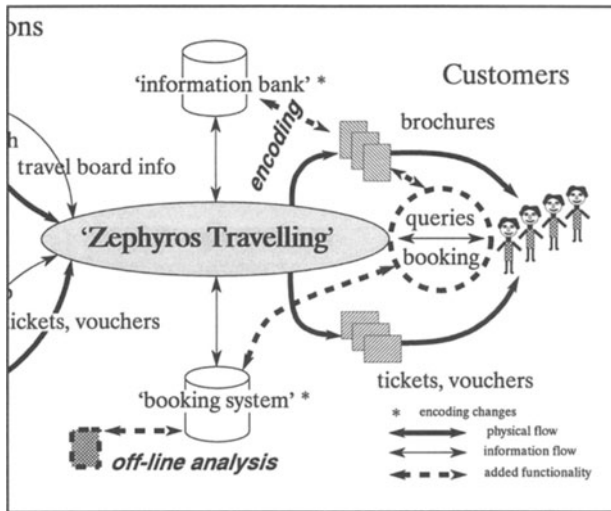 ons
'information bank' *
Customers
encoding
brochures
travel board info
'Zephyros Travelling'
queries
booking
tickets, vouchers
tickets, vouchers
'booking system' *
* encoding changes
physical flow
information flow
added functionality
off-line analysis